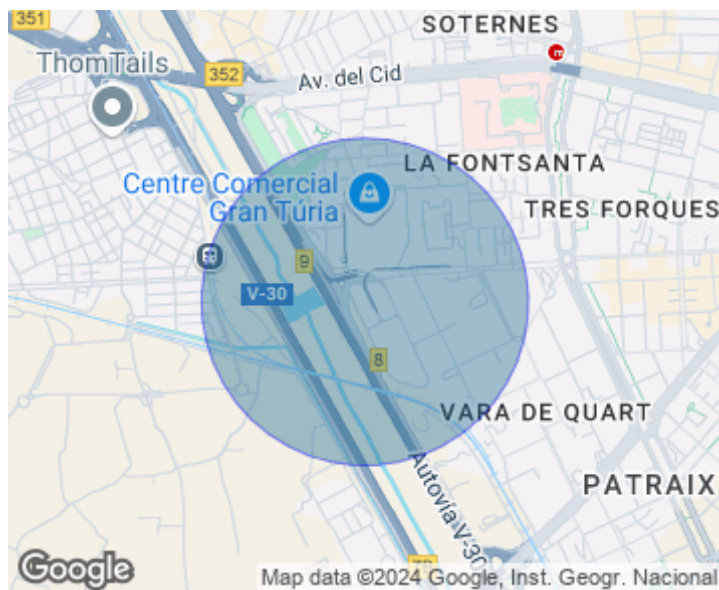 351
SOTERNES
ThomTails
352
Av. del Cid
m
LA FONTSANTA
Centre Comercial
Gran Túria
TRES FORQUES
9
V-30
8
VARA DE QUART
Autovía V-30
PATRAIX
Google
Map data ©2024 Google, Inst. Geogr. Nacional